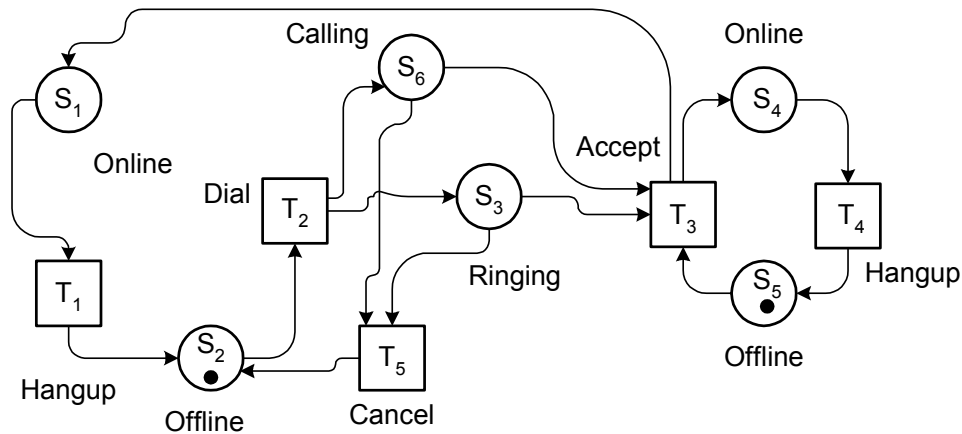 Calling
Online
S6
S1
S4
Online
Accept
Dial
T2
S3
T3
T4
Ringing
Hangup
T1
S5
S2
T5
Offline
Hangup
Offline
Cancel